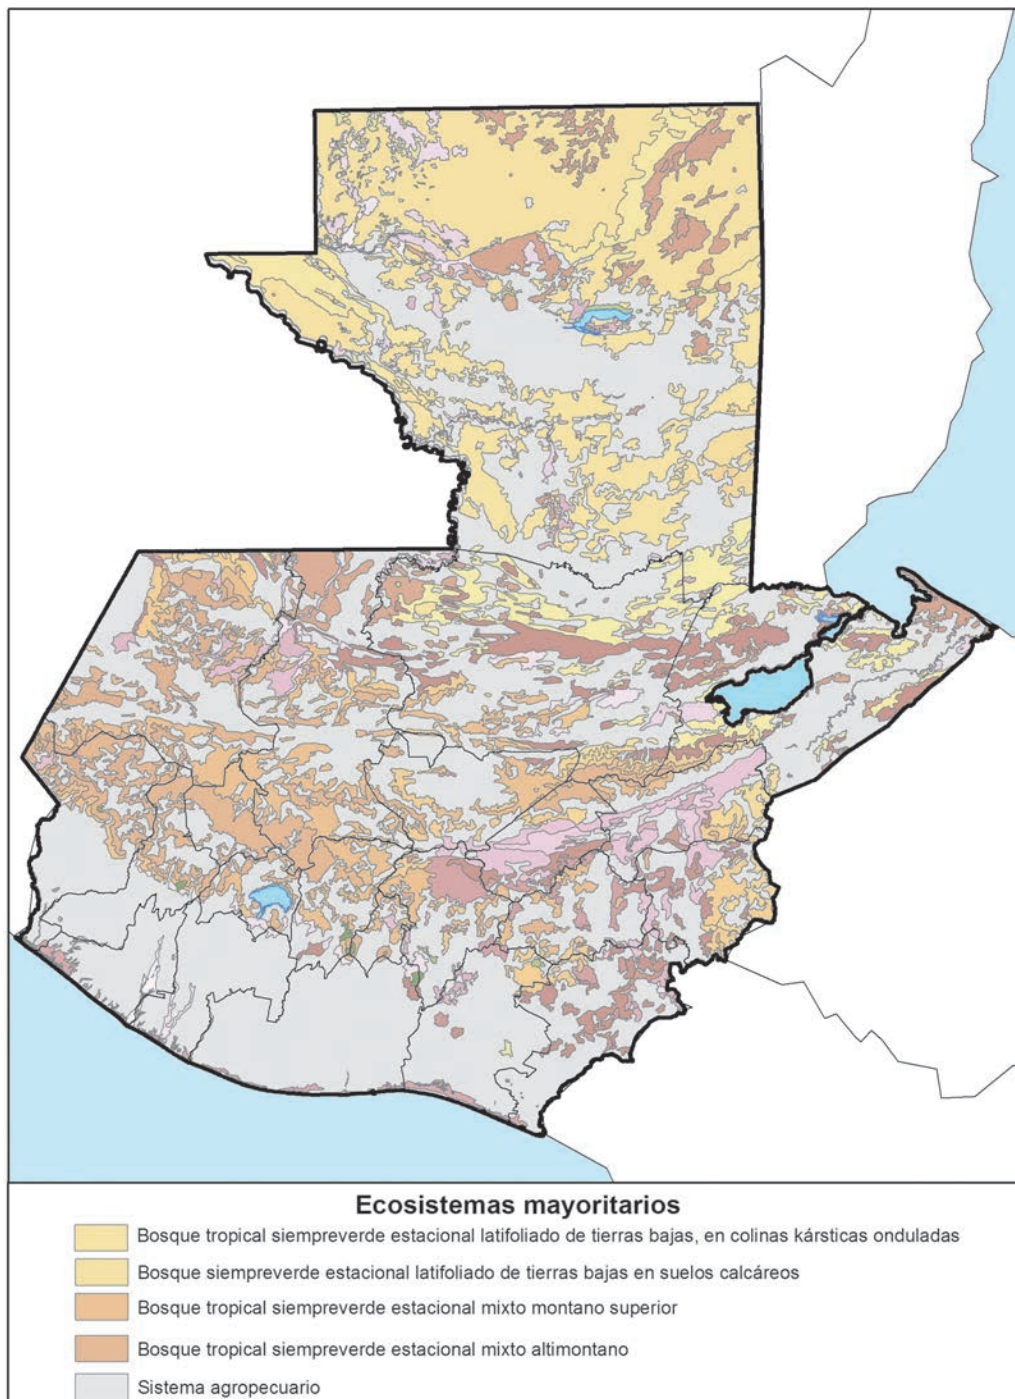 Ecosistemas mayoritarios
Bosque tropical siempreverde estacional latifoliado de tierras bajas, en colinas kársticas onduladas
Bosque siempreverde estacional latifoliado de tierras bajas en suelos calcáreos
Bosque tropical siempreverde estacional mixto montano superior
Bosque tropical siempreverde estacional mixto altimontano
Sistema agropecuario